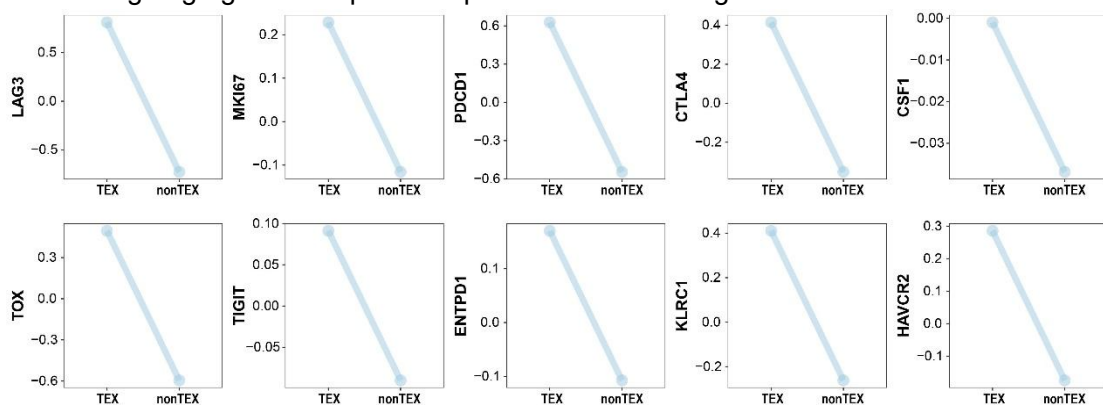 LAG3 0.5 0.0 −0.5 TEX nonTEX
MKI67 0.2 0.1 0.0 −0.1 TEX nonTEX
PDCD1 0.6 0.3 0.0 −0.3 −0.6 TEX nonTEX
CTLA4 0.4 0.2 0.0 −0.2 TEX nonTEX
CSF1 0.00 −0.01 −0.02 −0.03 TEX nonTEX
TOX 0.3 0.0 −0.3 −0.6 TEX nonTEX
TIGIT 0.10 0.05 0.00 −0.05 TEX nonTEX
ENTPD1 0.1 0.0 −0.1 TEX nonTEX
KLRC1 0.4 0.2 0.0 −0.2 TEX nonTEX
HAVCR2 0.3 0.2 0.1 0.0 −0.1 TEX nonTEX